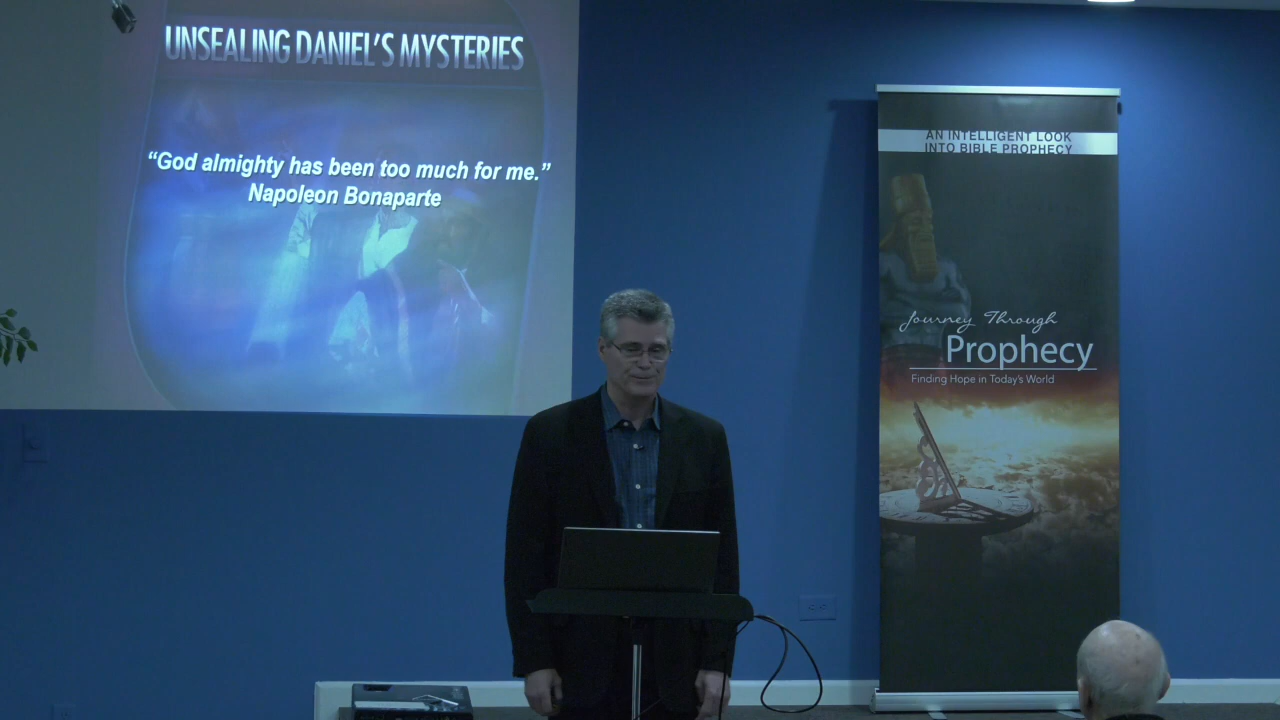 UNSEALING DANIEL'S MYSTERIES
“God almighty has been too much for me.”
Napoleon Bonaparte
AN INTELLIGENT LOOK
INTO BIBLE PROPHECY
Journey Through
Prophecy
Finding Hope in Today's World